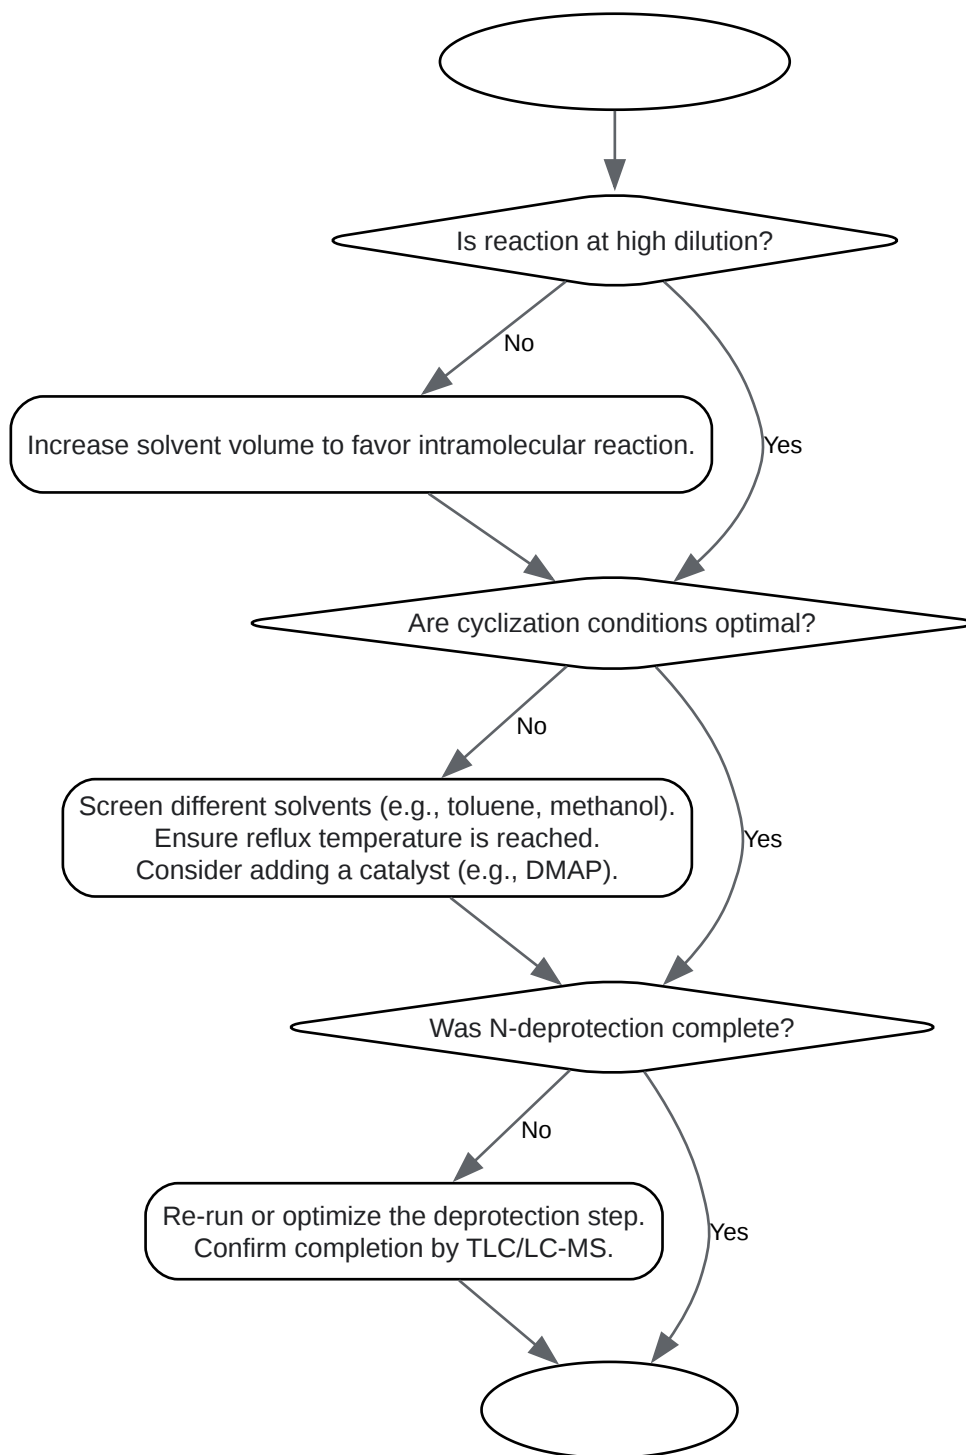 Is reaction at high dilution?
No
Increase solvent volume to favor intramolecular reaction.
Yes
Are cyclization conditions optimal?
No
Screen different solvents (e.g., toluene, methanol).
Ensure reflux temperature is reached.
Consider adding a catalyst (e.g., DMAP).
Yes
Was N-deprotection complete?
No
Re-run or optimize the deprotection step.
Confirm completion by TLC/LC-MS.
Yes